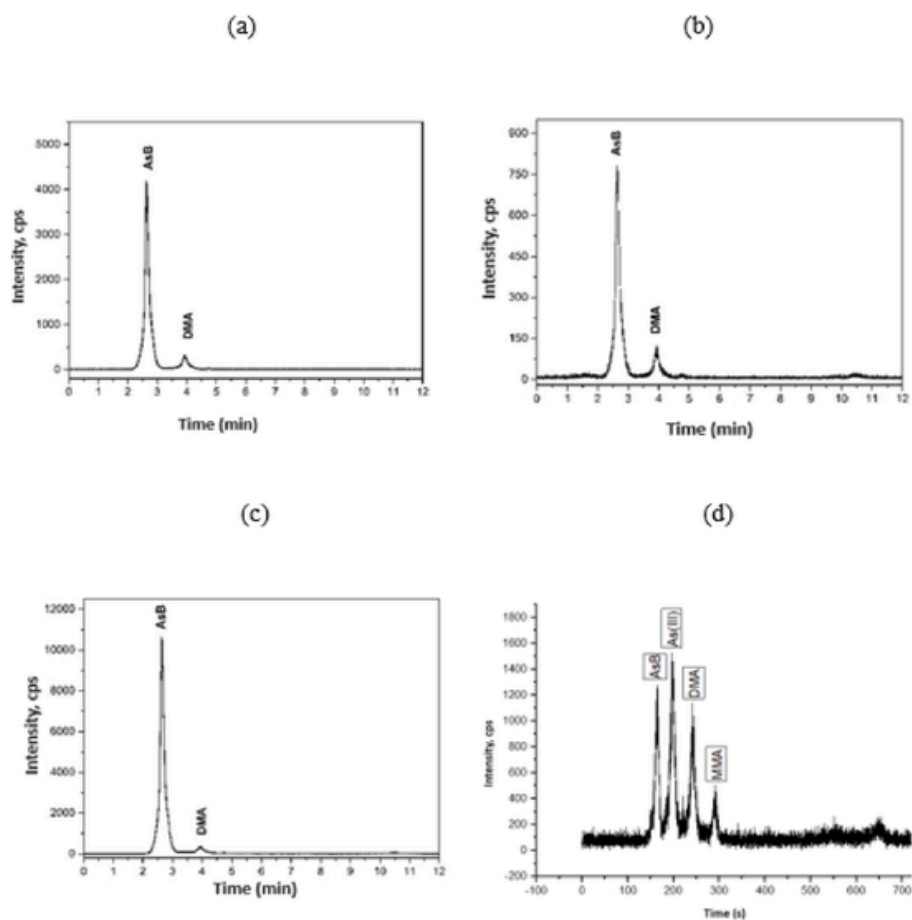 (a)
5000
4000
3000
2000
1000
0
0 1 2 3 4 5 6 7 8 9 10 11 12
Intensity, cps
AsB
DMA
Time (min)
(b)
900
750
600
450
300
150
0
0 1 2 3 4 5 6 7 8 9 10 11 12
Intensity, cps
AsB
DMA
Time (min)
(c)
12000
10000
8000
6000
4000
2000
0
0 1 2 3 4 5 6 7 8 9 10 11 12
Intensity, cps
AsB
DMA
Time (min)
(d)
1800
1600
1400
1200
1000
800
600
400
200
0
-200
-100 0 100 200 300 400 500 600 700
Intensity, cps
AsB
As(III)
DMA
MMA
Time (s)